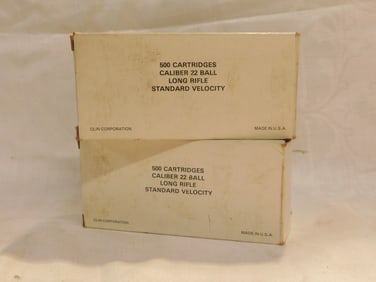 500 CARTRIDGES
CALIBER 22 BALL
LONG RIFLE
STANDARD VELOCITY
OLIN CORPORATION
MADE IN U.S.A.
500 CARTRIDGES
CALIBER 22 BALL
LONG RIFLE
STANDARD VELOCITY
OLIN CORPORATION
MADE IN U.S.A.